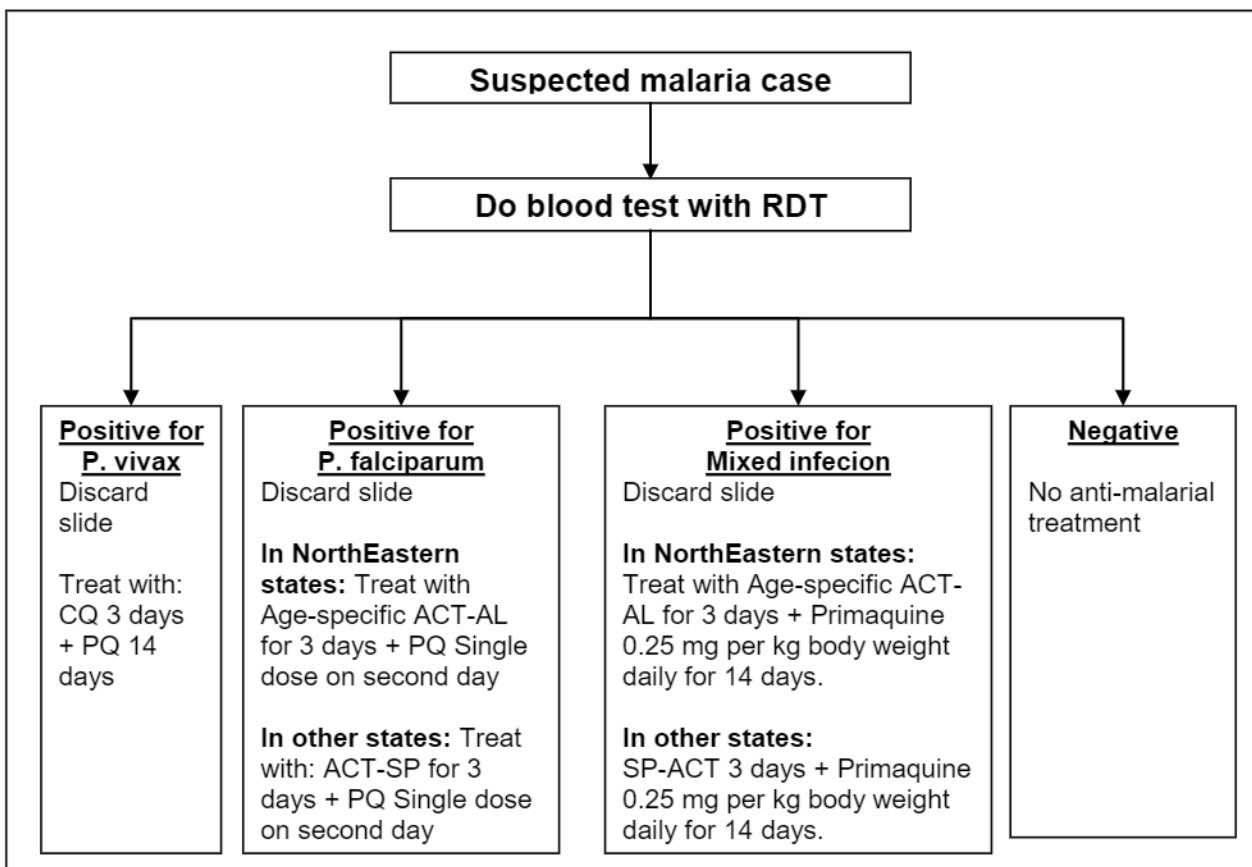 Suspected malaria case
Do blood test with RDT
Positive for
P. vivax
Discard
slide
Treat with:
CQ 3 days
+ PQ 14
days
Positive for
P. falciparum
Discard slide
In NorthEastern
states: Treat with
Age-specific ACT-AL
for 3 days + PQ Single
dose on second day
In other states: Treat
with: ACT-SP for 3
days + PQ Single dose
on second day
Positive for
Mixed infecion
Discard slide
In NorthEastern states:
Treat with Age-specific ACT-
AL for 3 days + Primaquine
0.25 mg per kg body weight
daily for 14 days.
In other states:
SP-ACT 3 days + Primaquine
0.25 mg per kg body weight
daily for 14 days.
Negative
No anti-malarial
treatment